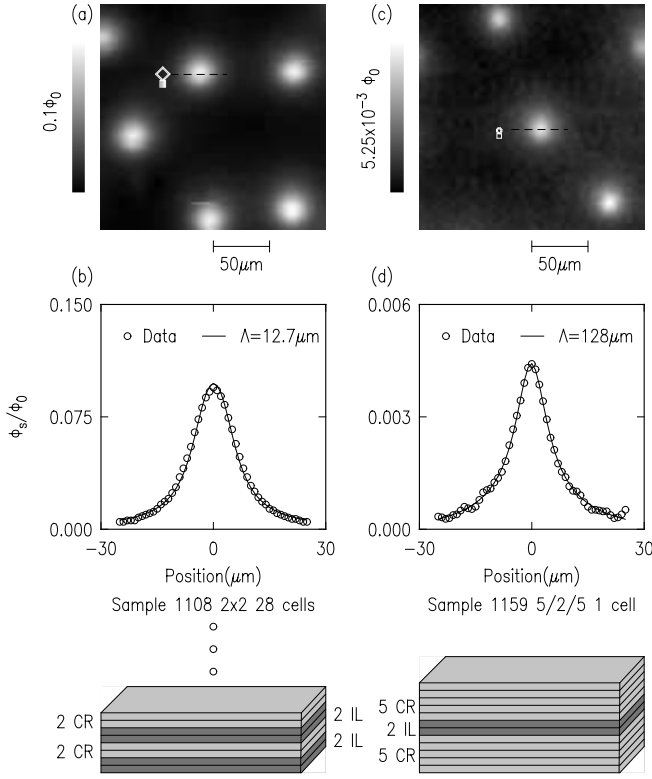 (a)
0.1Φ₀
50μm
(c)
5.25x10⁻³ Φ₀
50μm
(b)
0.150
0.075
0.000
ϕₛ/ϕ₀
Data
Λ=12.7μm
-30
0
30
Position(μm)
(d)
0.006
0.003
0.000
Data
Λ=128μm
-30
0
30
Position(μm)
Sample 1108 2x2 28 cells
2 CR
2 CR
2 IL
2 IL
Sample 1159 5/2/5 1 cell
5 CR
2 IL
5 CR